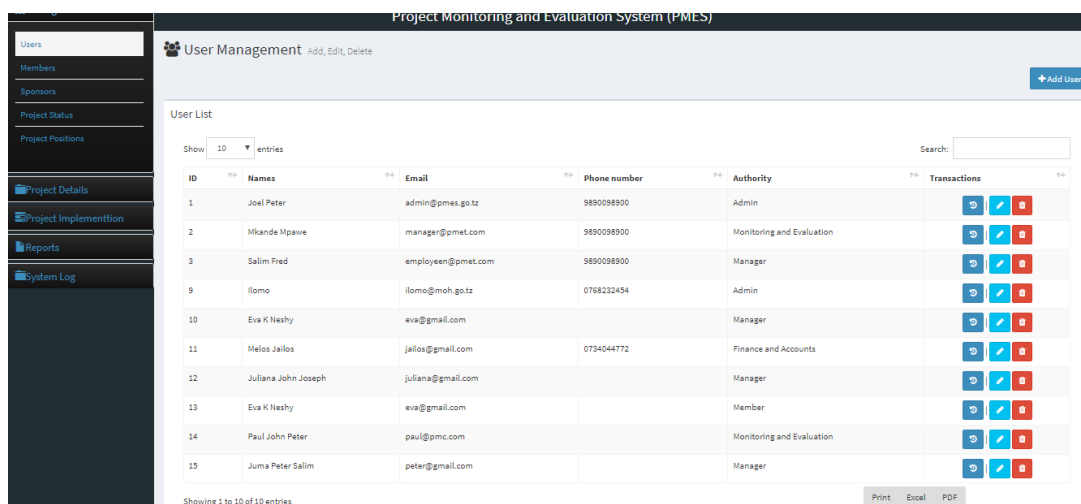 Project Monitoring and Evaluation System (PMES)
Users
Members
Sponsors
Project Status
Project Positions
Project Details
Project Implementtion
Reports
System Log
User Management Add, Edit, Delete
Add User
User List
Show 10 entries
Search:
ID Names Email Phone number Authority Transactions
1 Joel Peter admin@pmes.go.tz 9890098900 Admin
2 Mkande Mpawe manager@pmet.com 9890098900 Monitoring and Evaluation
3 Salim Fred employeen@pmet.com 9890098900 Manager
9 Ilomo ilomo@moh.go.tz 0768232454 Admin
10 Eva K Neshy eva@gmail.com Manager
11 Melos Jailos jailos@gmail.com 0734044772 Finance and Accounts
12 Juliana John Joseph juliana@gmail.com Manager
13 Eva K Neshy eva@gmail.com Member
14 Paul John Peter paul@pmc.com Monitoring and Evaluation
15 Juma Peter Salim peter@gmail.com Manager
Showing 1 to 10 of 10 entries
Print Excel PDF